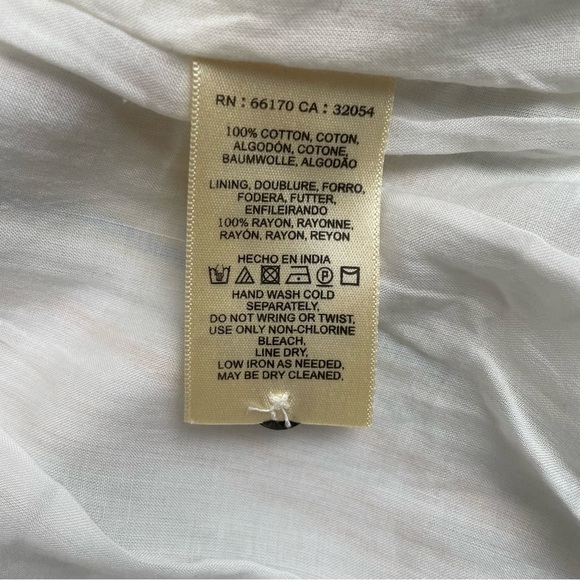 RN : 66170 CA : 32054
100% COTTON, COTON,
ALGODÓN, COTONE,
BAUMWOLLE, ALGODÃO
LINING, DOUBLURE, FORRO,
FODERA, FUTTER,
ENFILEIRANDO
100% RAYON, RAYONNE,
RAYÓN, RAYON, REYON
HECHO EN INDIA
P
HAND WASH COLD
SEPARATELY,
DO NOT WRING OR TWIST,
USE ONLY NON-CHLORINE
BLEACH,
LINE DRY,
LOW IRON AS NEEDED,
MAY BE DRY CLEANED,